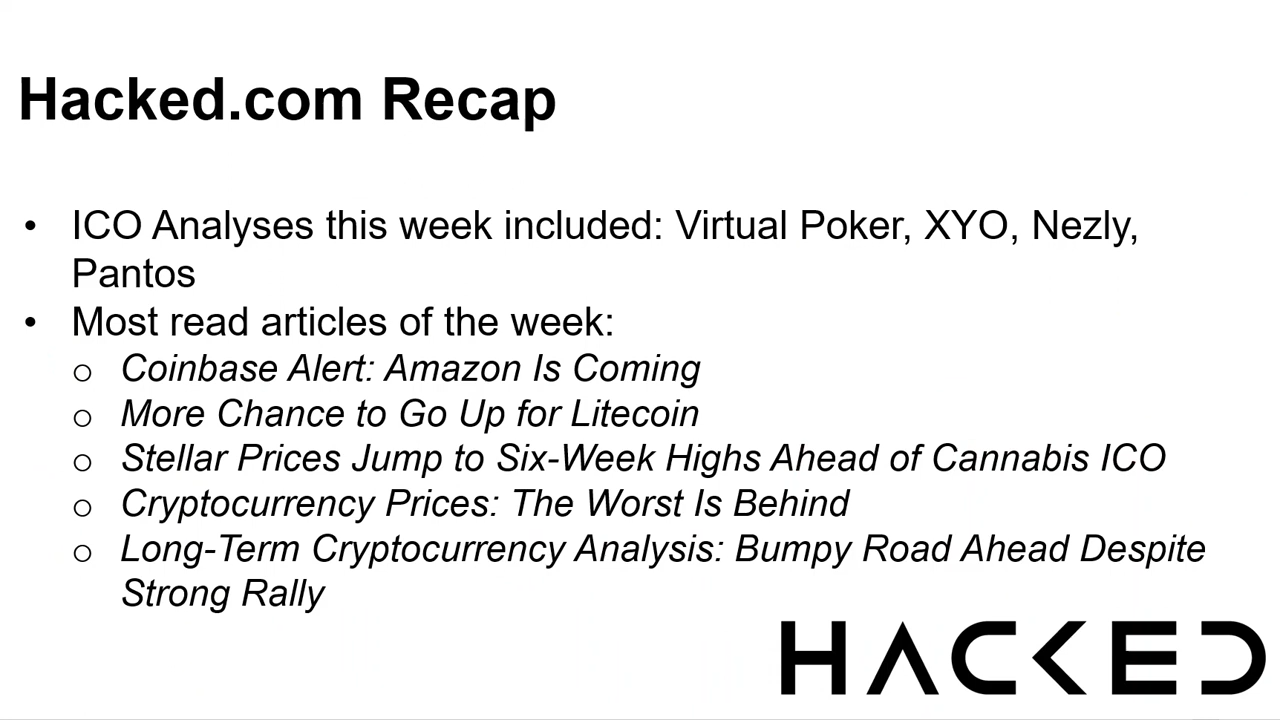 Hacked.com Recap
• ICO Analyses this week included: Virtual Poker, XYO, Nezly,
Pantos
• Most read articles of the week:
o Coinbase Alert: Amazon Is Coming
o More Chance to Go Up for Litecoin
o Stellar Prices Jump to Six-Week Highs Ahead of Cannabis ICO
o Cryptocurrency Prices: The Worst Is Behind
o Long-Term Cryptocurrency Analysis: Bumpy Road Ahead Despite
Strong Rally
HACKED